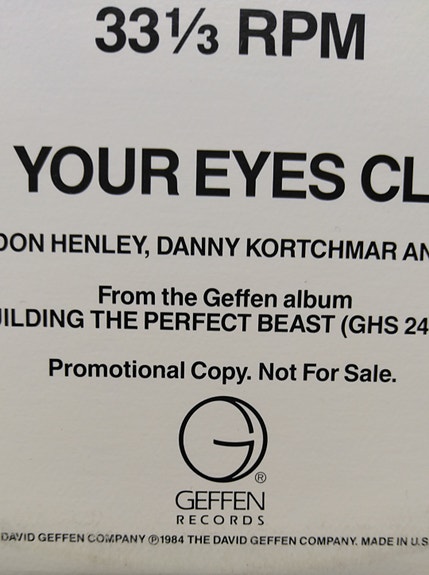 33⅓ RPM
YOUR EYES CL
DON HENLEY, DANNY KORTCHMAR AN
From the Geffen album
ILDING THE PERFECT BEAST (GHS 24
Promotional Copy. Not For Sale.
G®
GEFFEN
RECORDS
DAVID GEFFEN COMPANY ℗1984 THE DAVID GEFFEN COMPANY. MADE IN U.S